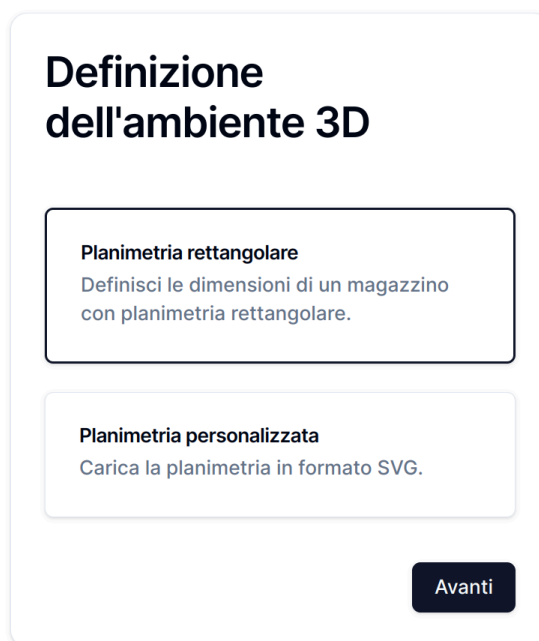 Definizione
dell'ambiente 3D
Planimetria rettangolare
Definisci le dimensioni di un magazzino
con planimetria rettangolare.
Planimetria personalizzata
Carica la planimetria in formato SVG.
Avanti